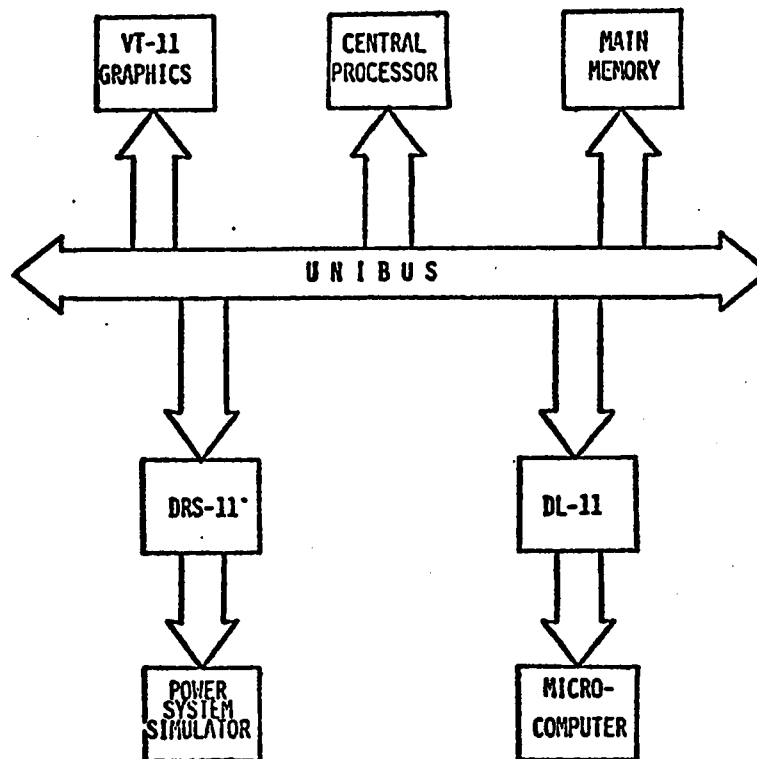 VT-11
GRAPHICS
CENTRAL
PROCESSOR
MAIN
MEMORY
UNIBUS
DRS-11
DL-11
POWER
SYSTEM
SIMULATOR
MICRO-
COMPUTER